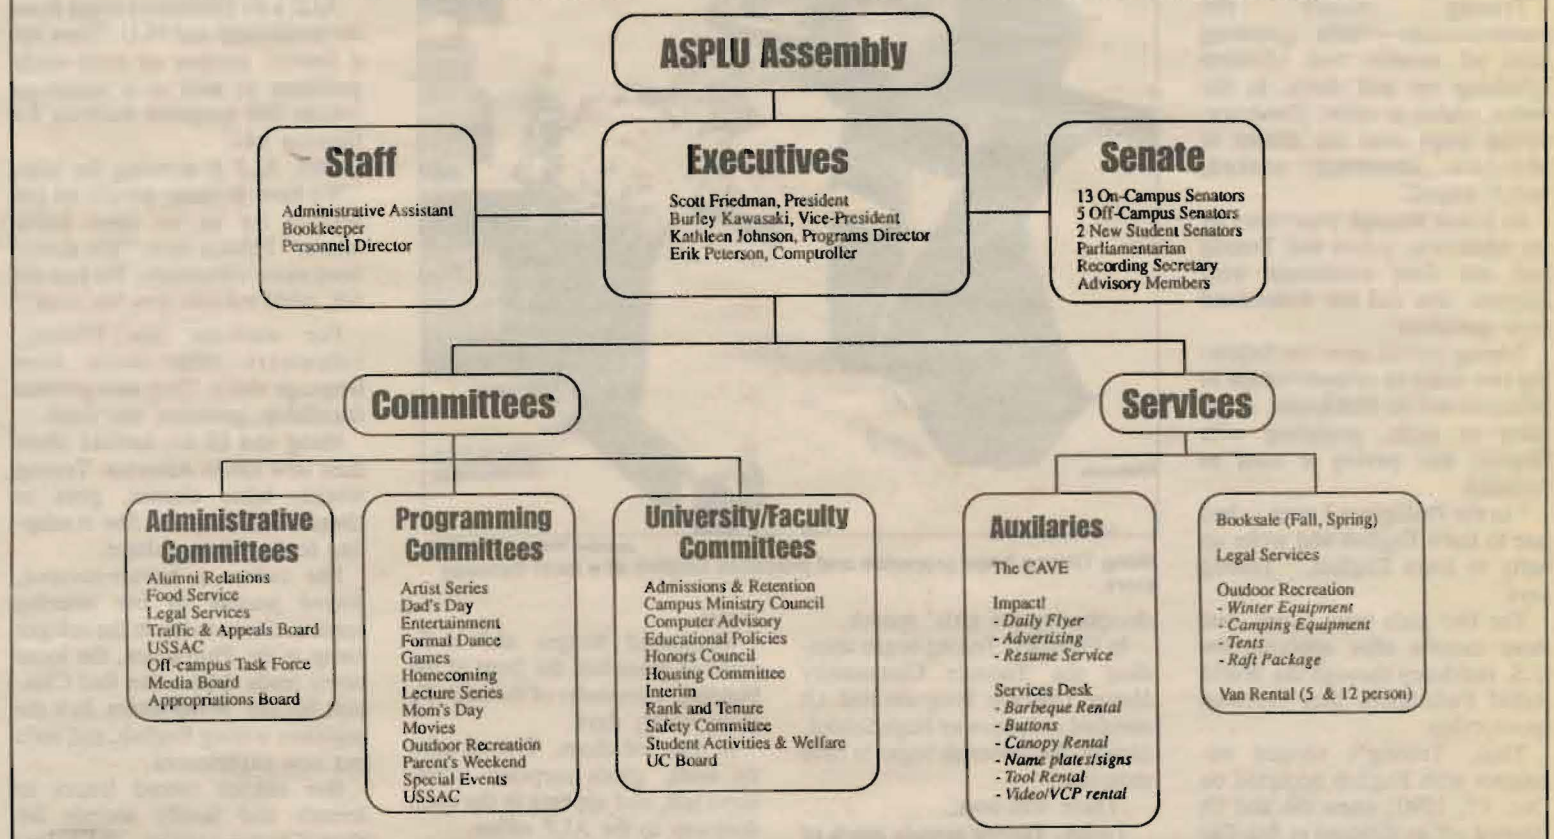 ASPLU Assembly
Staff
Administrative Assistant
Bookkeeper
Personnel Director
Executives
Scott Friedman, President
Burley Kawasaki, Vice-President
Kathleen Johnson, Programs Director
Erik Peterson, Comptroller
Senate
13 On-Campus Senators
5 Off-Campus Senators
2 New Student Senators
Parliamentarian
Recording Secretary
Advisory Members
Committees
Services
Administrative
Committees
Alumni Relations
Food Service
Legal Services
Traffic & Appeals Board
USSAC
Off-campus Task Force
Media Board
Appropriations Board
Programming
Committees
Artist Series
Dad's Day
Entertainment
Formal Dance
Games
Homecoming
Lecture Series
Mom's Day
Movies
Outdoor Recreation
Parent's Weekend
Special Events
USSAC
University/Faculty
Committees
Admissions & Retention
Campus Ministry Council
Computer Advisory
Educational Policies
Honors Council
Housing Committee
Interim
Rank and Tenure
Safety Committee
Student Activities & Welfare
UC Board
Auxilaries
The CAVE
Impact!
- Daily Flyer
- Advertising
- Resume Service
Services Desk
- Barbeque Rental
- Buttons
- Canopy Rental
- Name plates/signs
- Tool Rental
- Video/VCP rental
Booksale (Fall, Spring)
Legal Services
Outdoor Recreation
- Winter Equipment
- Camping Equipment
- Tents
- Raft Package
Van Rental (5 & 12 person)